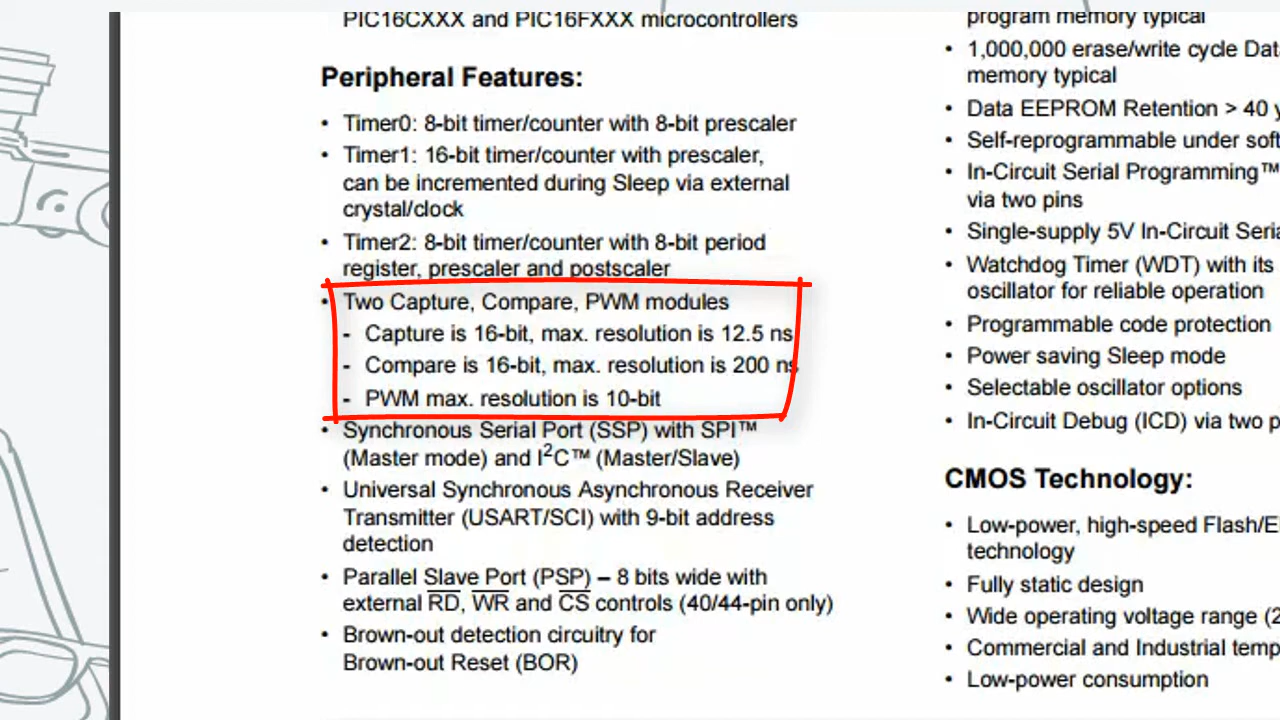 PIC16CXXX and PIC16FXXX microcontrollers
Peripheral Features:
• Timer0: 8-bit timer/counter with 8-bit prescaler
• Timer1: 16-bit timer/counter with prescaler,
can be incremented during Sleep via external
crystal/clock
• Timer2: 8-bit timer/counter with 8-bit period
register, prescaler and postscaler
• Two Capture, Compare, PWM modules
- Capture is 16-bit, max. resolution is 12.5 ns
- Compare is 16-bit, max. resolution is 200 ns
- PWM max. resolution is 10-bit
• Synchronous Serial Port (SSP) with SPI™
(Master mode) and I²C™ (Master/Slave)
• Universal Synchronous Asynchronous Receiver
Transmitter (USART/SCI) with 9-bit address
detection
• Parallel Slave Port (PSP) – 8 bits wide with
external RD, WR and CS controls (40/44-pin only)
• Brown-out detection circuitry for
Brown-out Reset (BOR)
program memory typical
• 1,000,000 erase/write cycle Dat
memory typical
• Data EEPROM Retention > 40 y
• Self-reprogrammable under soft
• In-Circuit Serial Programming™
via two pins
• Single-supply 5V In-Circuit Seria
• Watchdog Timer (WDT) with its
oscillator for reliable operation
• Programmable code protection
• Power saving Sleep mode
• Selectable oscillator options
• In-Circuit Debug (ICD) via two p
CMOS Technology:
• Low-power, high-speed Flash/E
technology
• Fully static design
• Wide operating voltage range (2
• Commercial and Industrial temp
• Low-power consumption